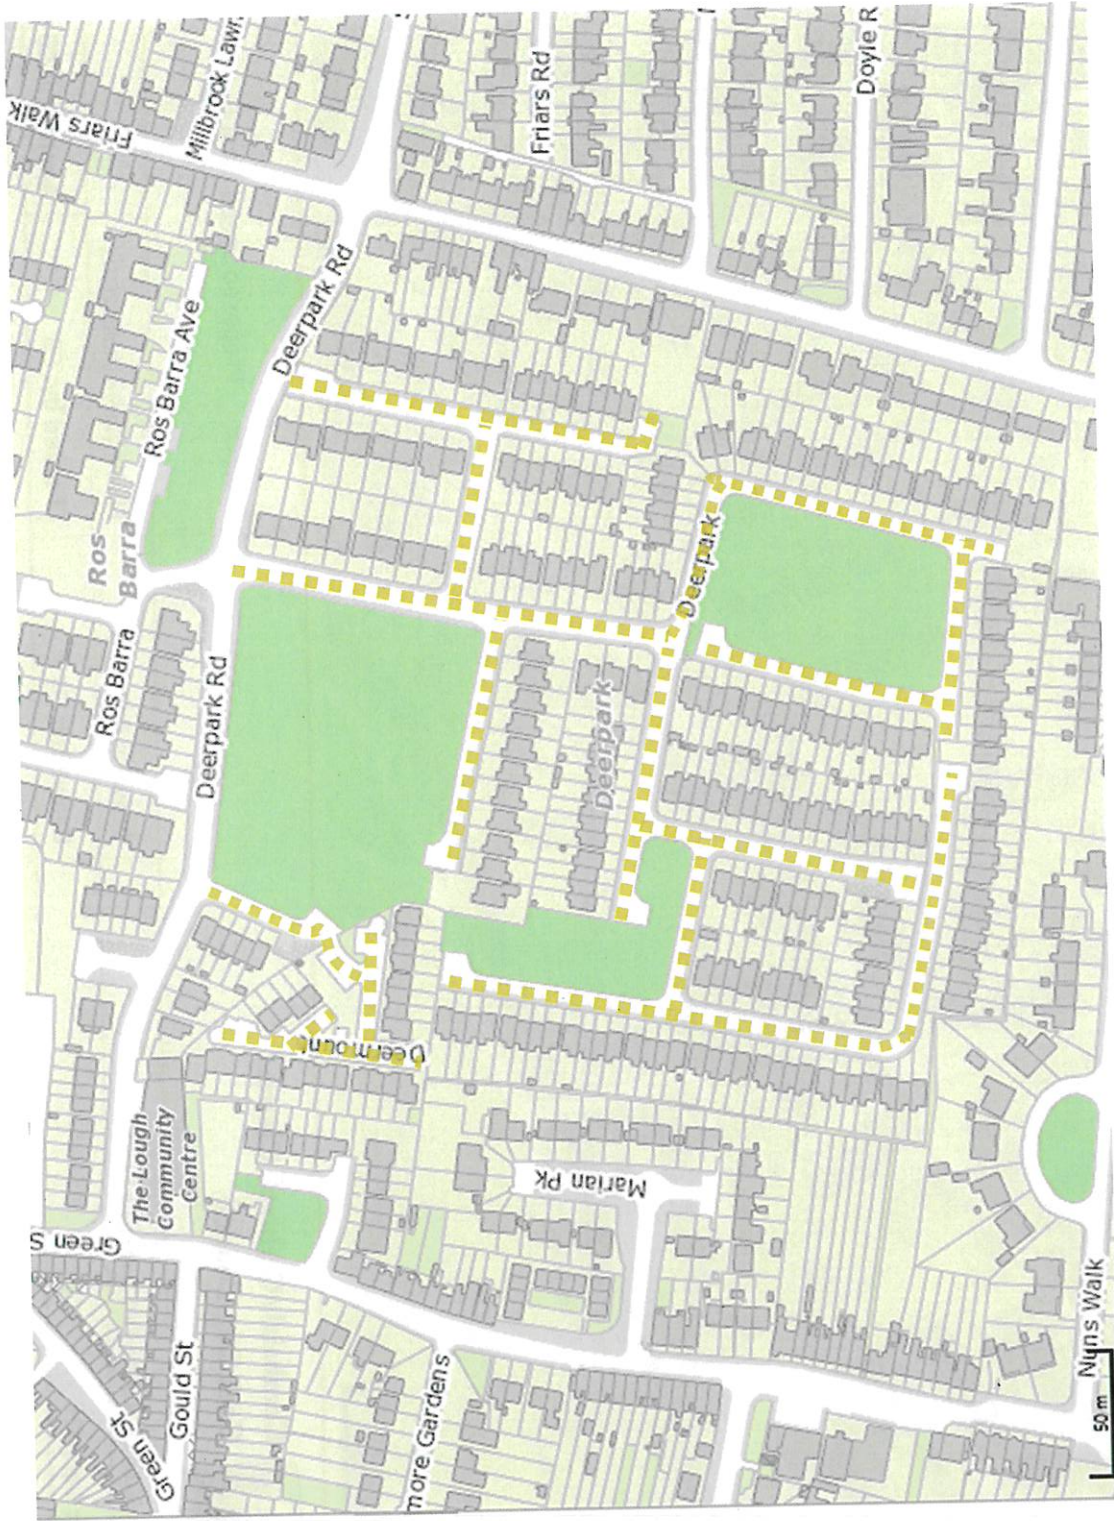 Friars Walk
Millbrook Lawn
Friars Rd
Doyle R
Deerpark Rd
Ros Barra Ave
Ros
Barra
Ros Barra
Deerpark Rd
Deerpark
Deerpark
Deermount
The Lough
Community
Centre
Marian Pk
Green S
Gould St
Green St
more Gardens
Nuns Walk
50 m